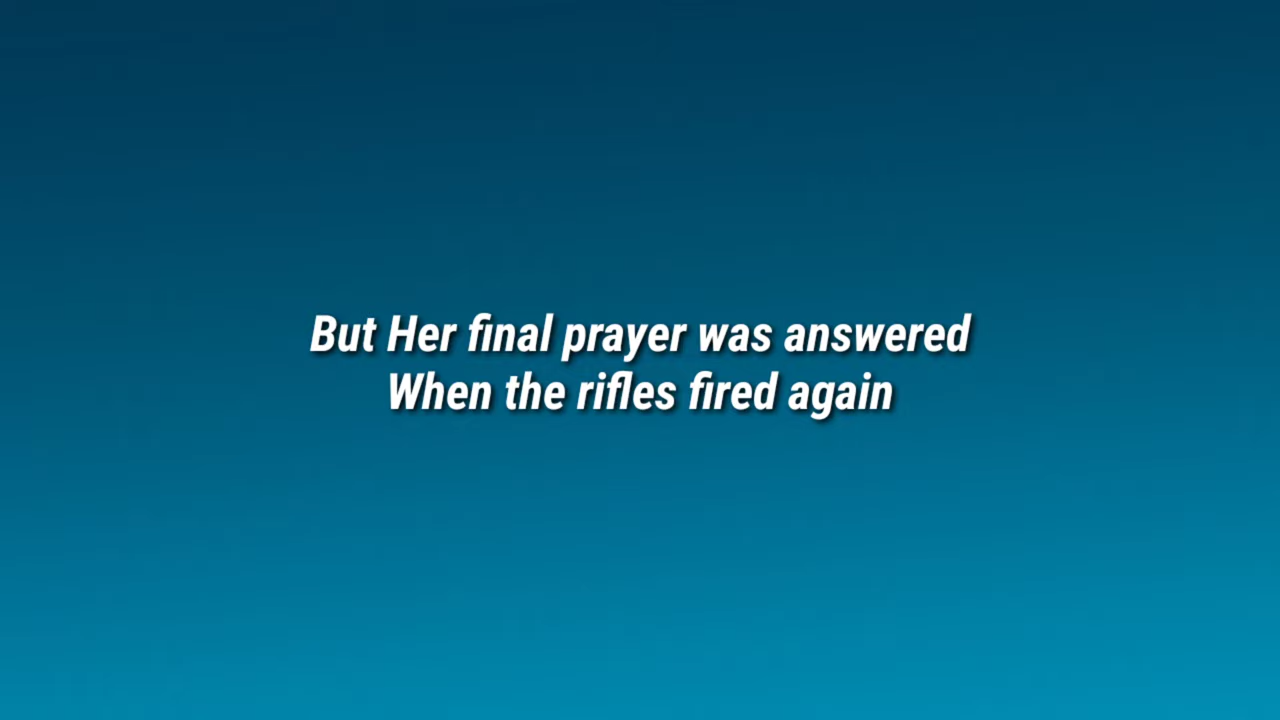 But Her final prayer was answered
When the rifles fired again